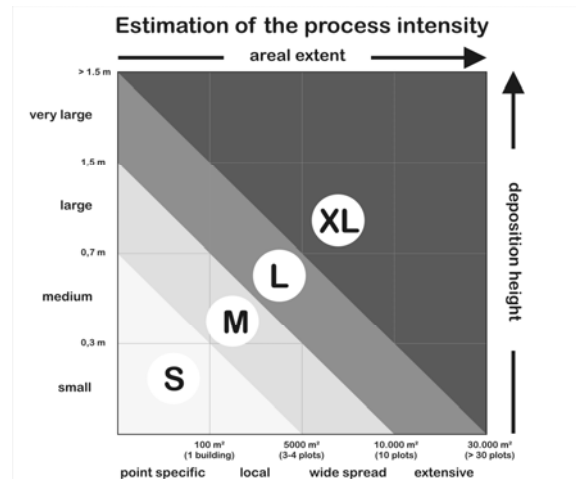 Estimation of the process intensity
areal extent
> 1.5 m
very large
1,5 m
large
XL
0,7 m
L
medium
M
0,3 m
S
small
deposition height
100 m² 5000 m² 10.000 m² 30.000 m²
(1 building) (3-4 plots) (10 plots) (> 30 plots)
point specific local wide spread extensive